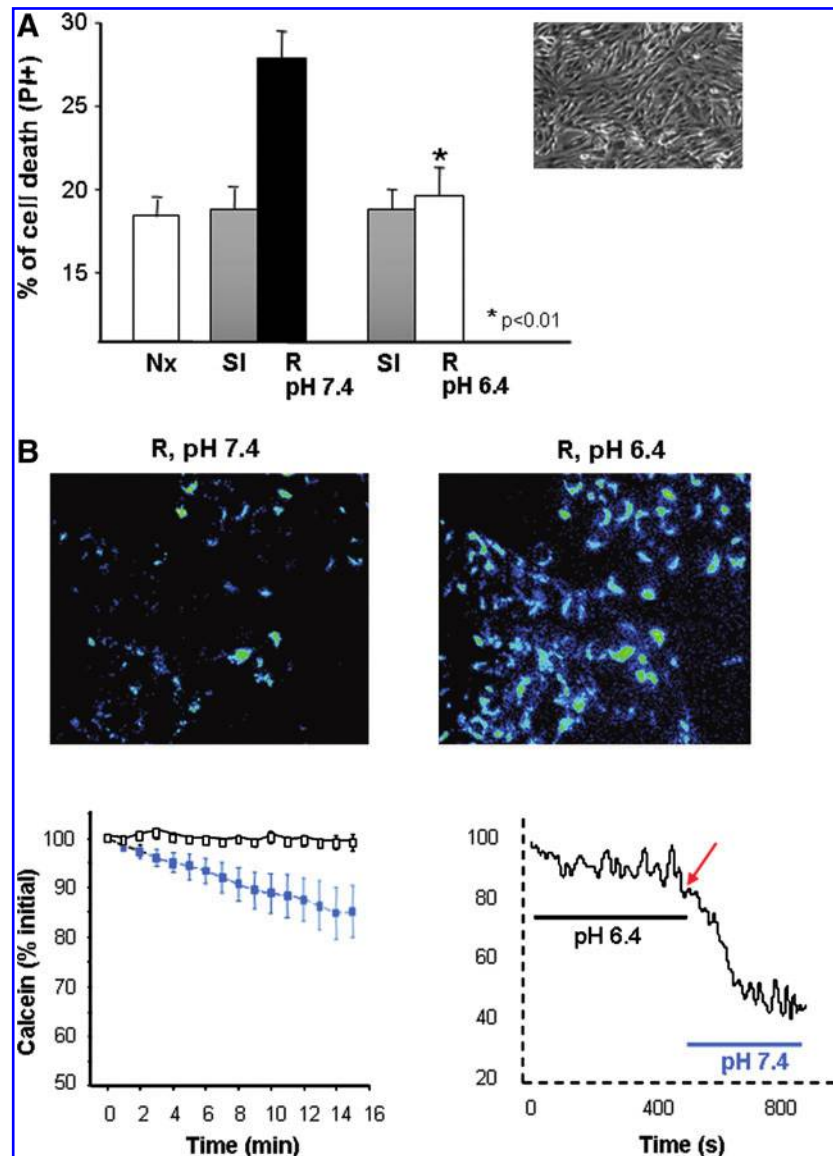 A
% of cell death (PI+)
30
25
20
15
*
* p<0.01
Nx
SI
R
pH 7.4
SI
R
pH 6.4
B
R, pH 7.4
R, pH 6.4
Calcein (% initial)
100
90
80
70
60
50
0 2 4 6 8 10 12 14 16
Time (min)
100
80
60
40
20
pH 6.4
pH 7.4
0 400 800
Time (s)